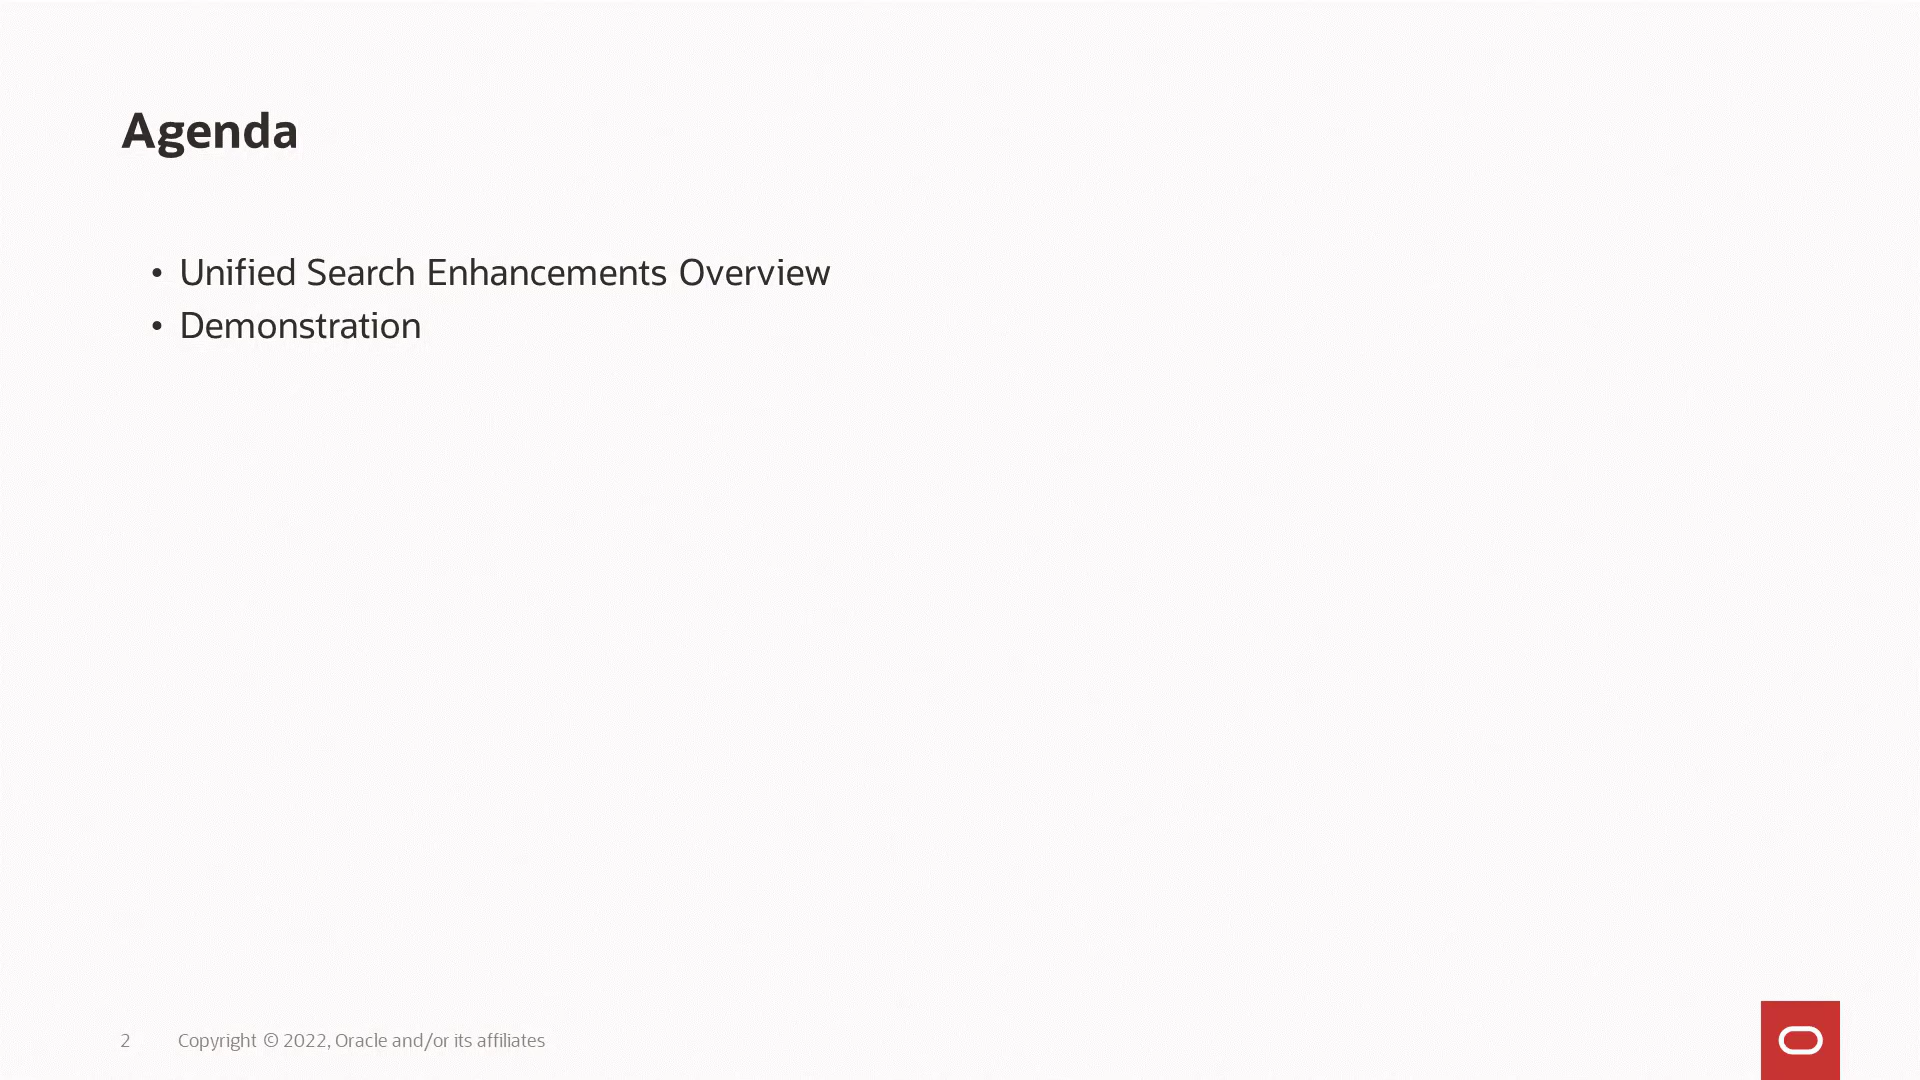 Agenda
• Unified Search Enhancements Overview
• Demonstration
2 Copyright © 2022, Oracle and/or its affiliates